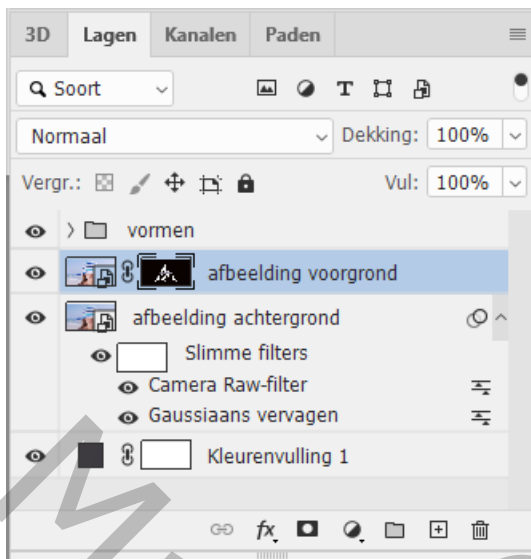 3D Lagen Kanalen Paden
Soort T
Normaal Dekking: 100%
Vergr.: Vul: 100%
vormen
afbeelding voorgrond
afbeelding achtergrond
Slimme filters
Camera Raw-filter
Gaussiaans vervagen
Kleurenvulling 1
fx